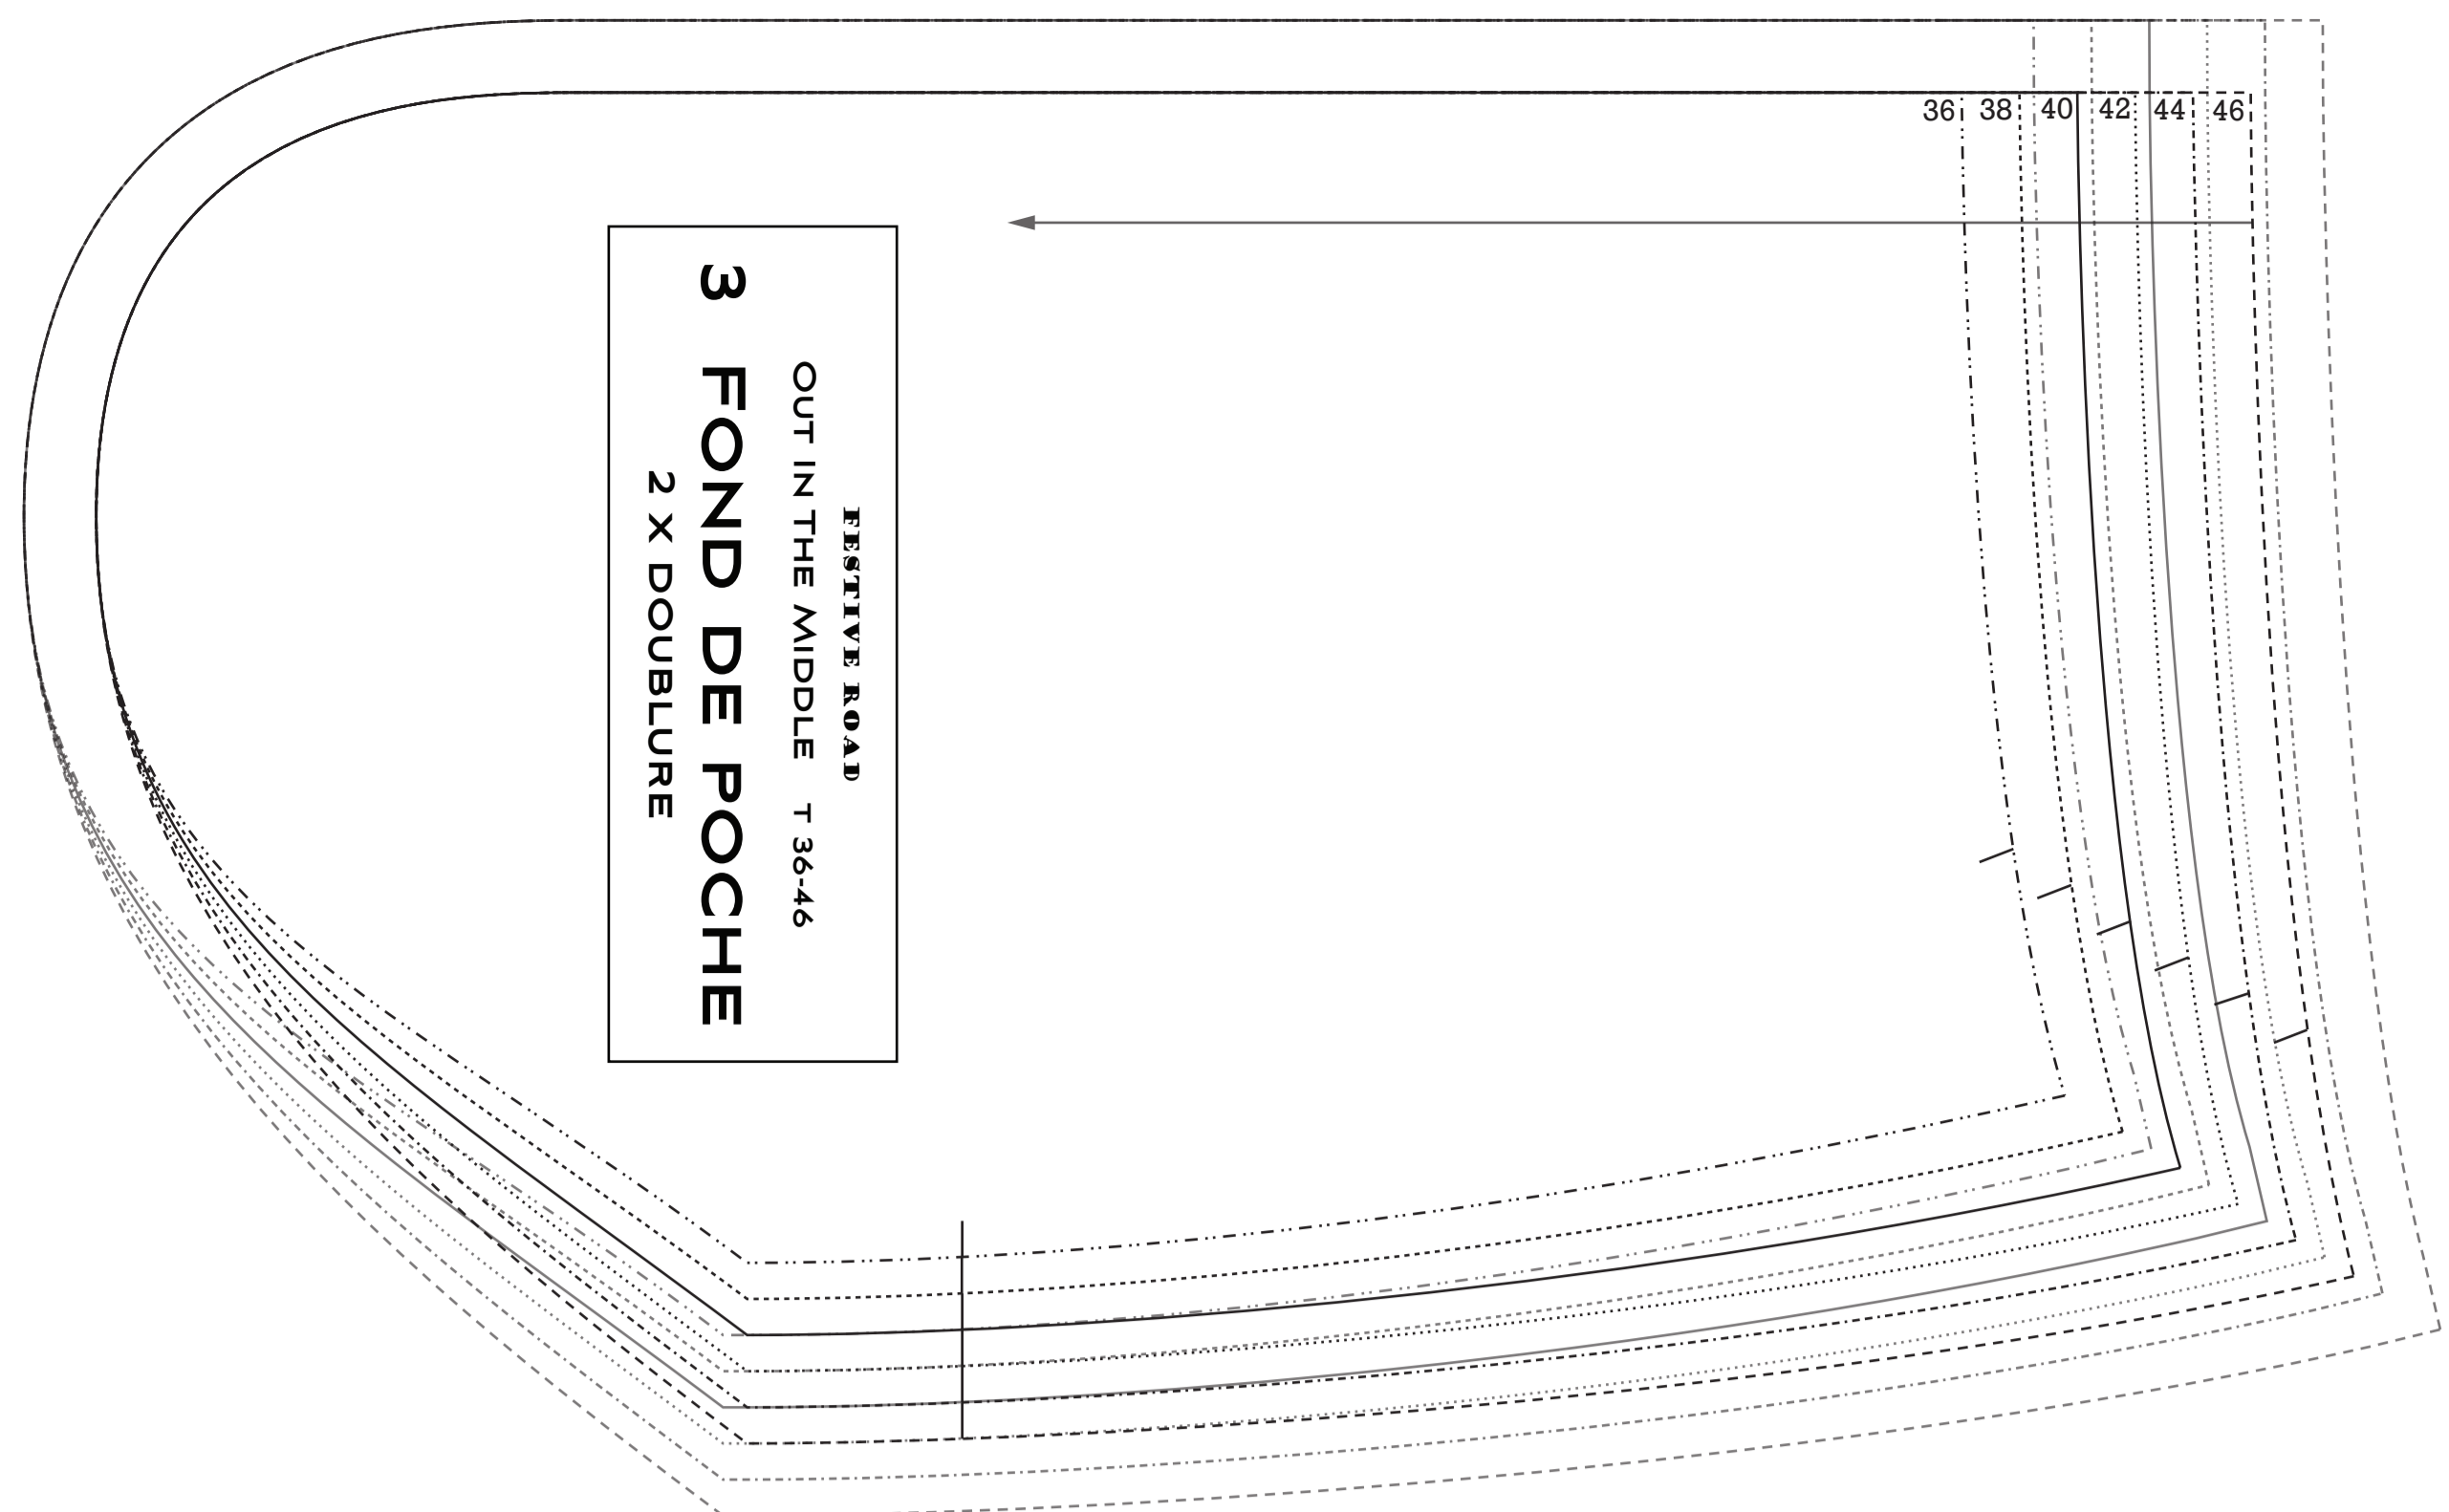 36 38 40 42 44 46
FESTIVE ROAD
OUT IN THE MIDDLE T 36-46
3 FOND DE POCHE
2 X DOUBLURE